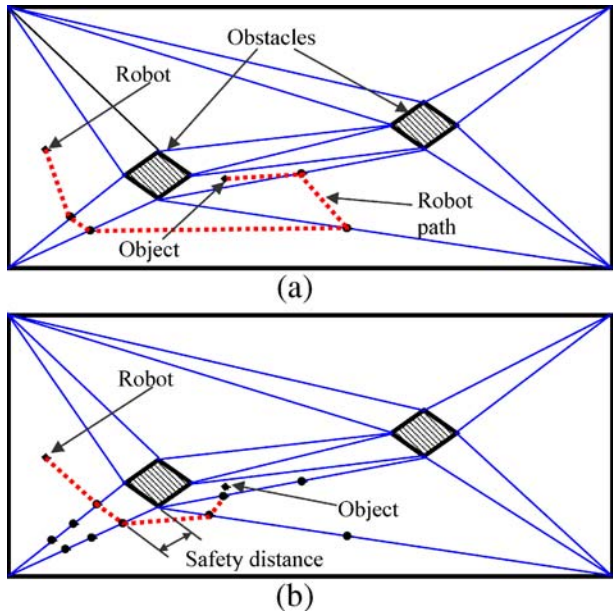 Obstacles
Robot
Robot
path
Object
(a)
Robot
Object
Safety distance
(b)